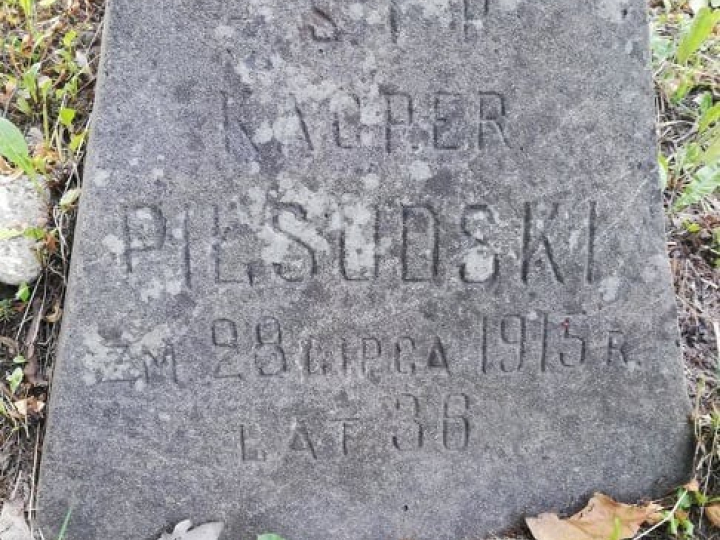 Ś. P.
KACPER
PIŁSUDSKI
ZM 28 LIPCA 1915 R.
LAT 36